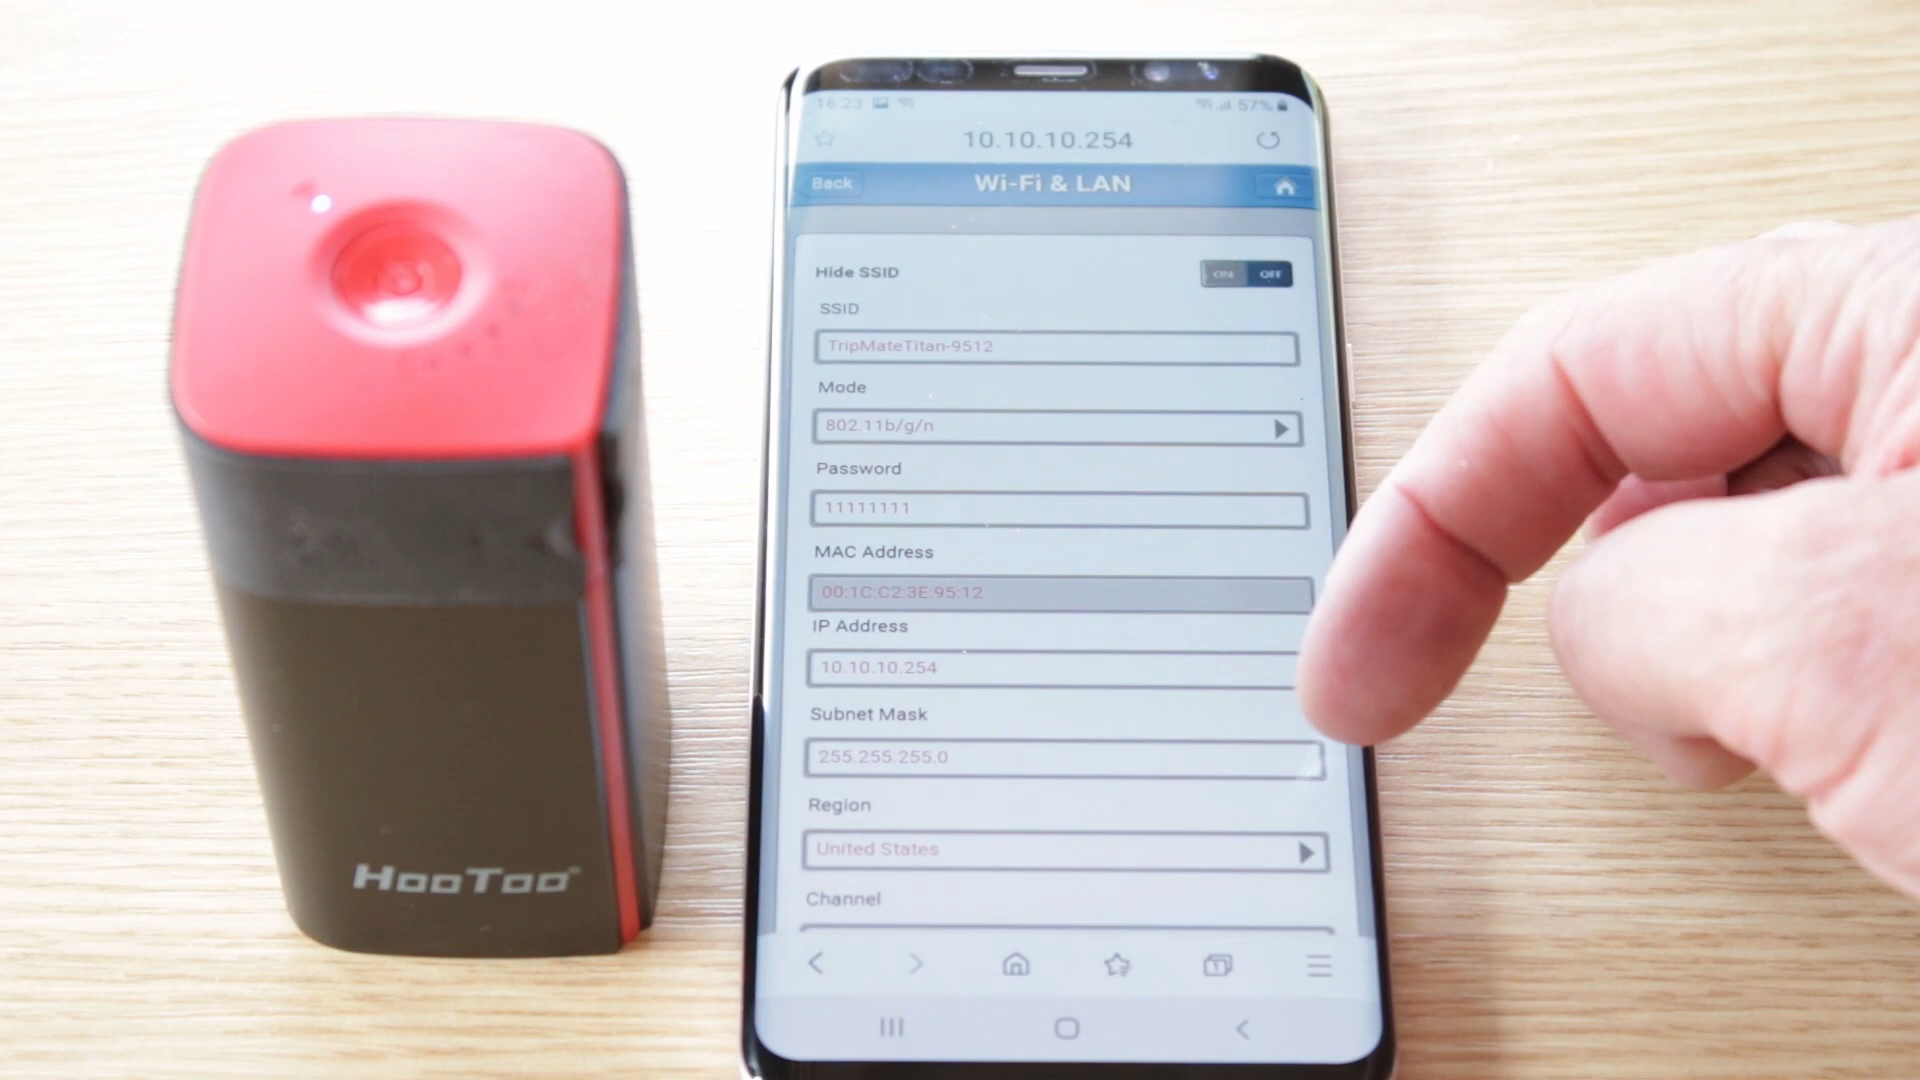 16:23 57%
10.10.10.254
Back Wi-Fi & LAN
Hide SSID ON OFF
SSID
TripMateTitan-9512
Mode
802.11b/g/n
Password
11111111
MAC Address
00:1C:C2:3E:95:12
IP Address
10.10.10.254
Subnet Mask
255.255.255.0
Region
United States
Channel
1
HooToo